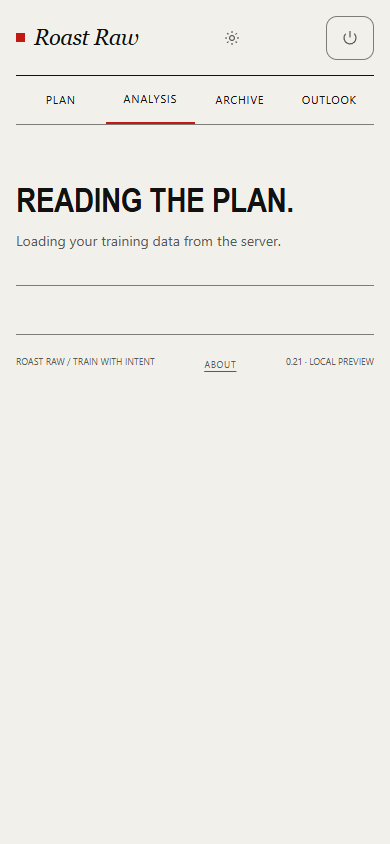 Roast Raw
PLAN
ANALYSIS
ARCHIVE
OUTLOOK
READING THE PLAN.
Loading your training data from the server.
ROAST RAW / TRAIN WITH INTENT
ABOUT
0.21 · LOCAL PREVIEW